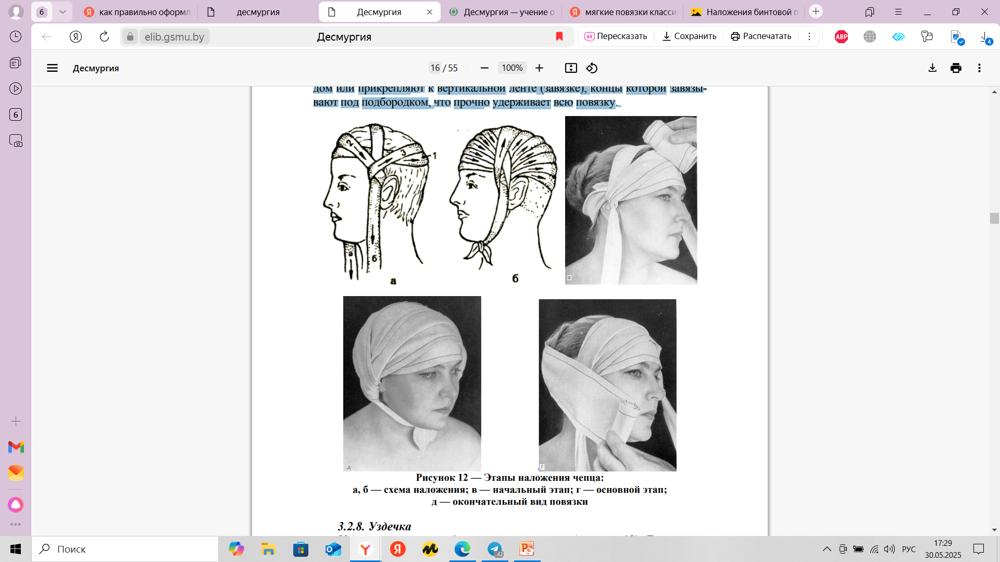 6
как правильно оформл
десмургия
Десмургия
Десмургия — учение о
мягкие повязки класси
Наложения бинтовой п
elib.gsmu.by
Десмургия
Пересказать
Сохранить
Распечатать
ABP
4
Десмургия
16 / 55
100%
6
дом или прикрепляют к вертикальной ленте (завязке), концы которой завязы-
вают под подбородком, что прочно удерживает всю повязку.
2
3
1
а
б
а
б
в
д
г
Рисунок 12 — Этапы наложения чепца:
а, б — схема наложения; в — начальный этап; г — основной этап;
д — окончательный вид повязки
3.2.8. Уздечка
Поиск
42
РУС
17:29
30.05.2025